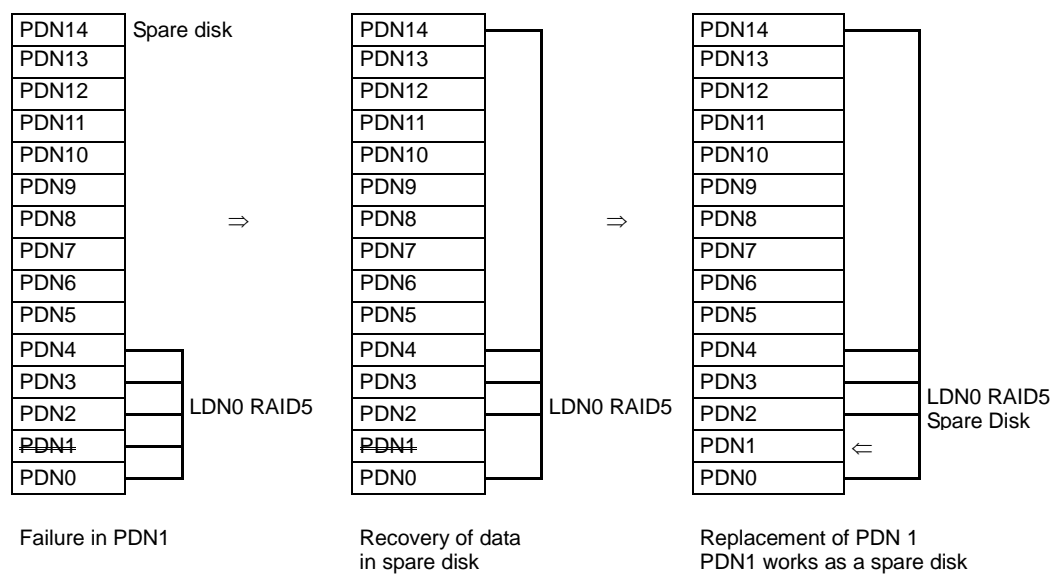 PDN14 Spare disk
PDN13
PDN12
PDN11
PDN10
PDN9
PDN8
PDN7
PDN6
PDN5
PDN4
PDN3
PDN2
PDN1
PDN0
LDN0 RAID5
Failure in PDN1
⇒
PDN14
PDN13
PDN12
PDN11
PDN10
PDN9
PDN8
PDN7
PDN6
PDN5
PDN4
PDN3
PDN2
PDN1
PDN0
LDN0 RAID5
Recovery of data
in spare disk
⇒
PDN14
PDN13
PDN12
PDN11
PDN10
PDN9
PDN8
PDN7
PDN6
PDN5
PDN4
PDN3
PDN2
PDN1 ⇐
PDN0
LDN0 RAID5
Spare Disk
Replacement of PDN 1
PDN1 works as a spare disk